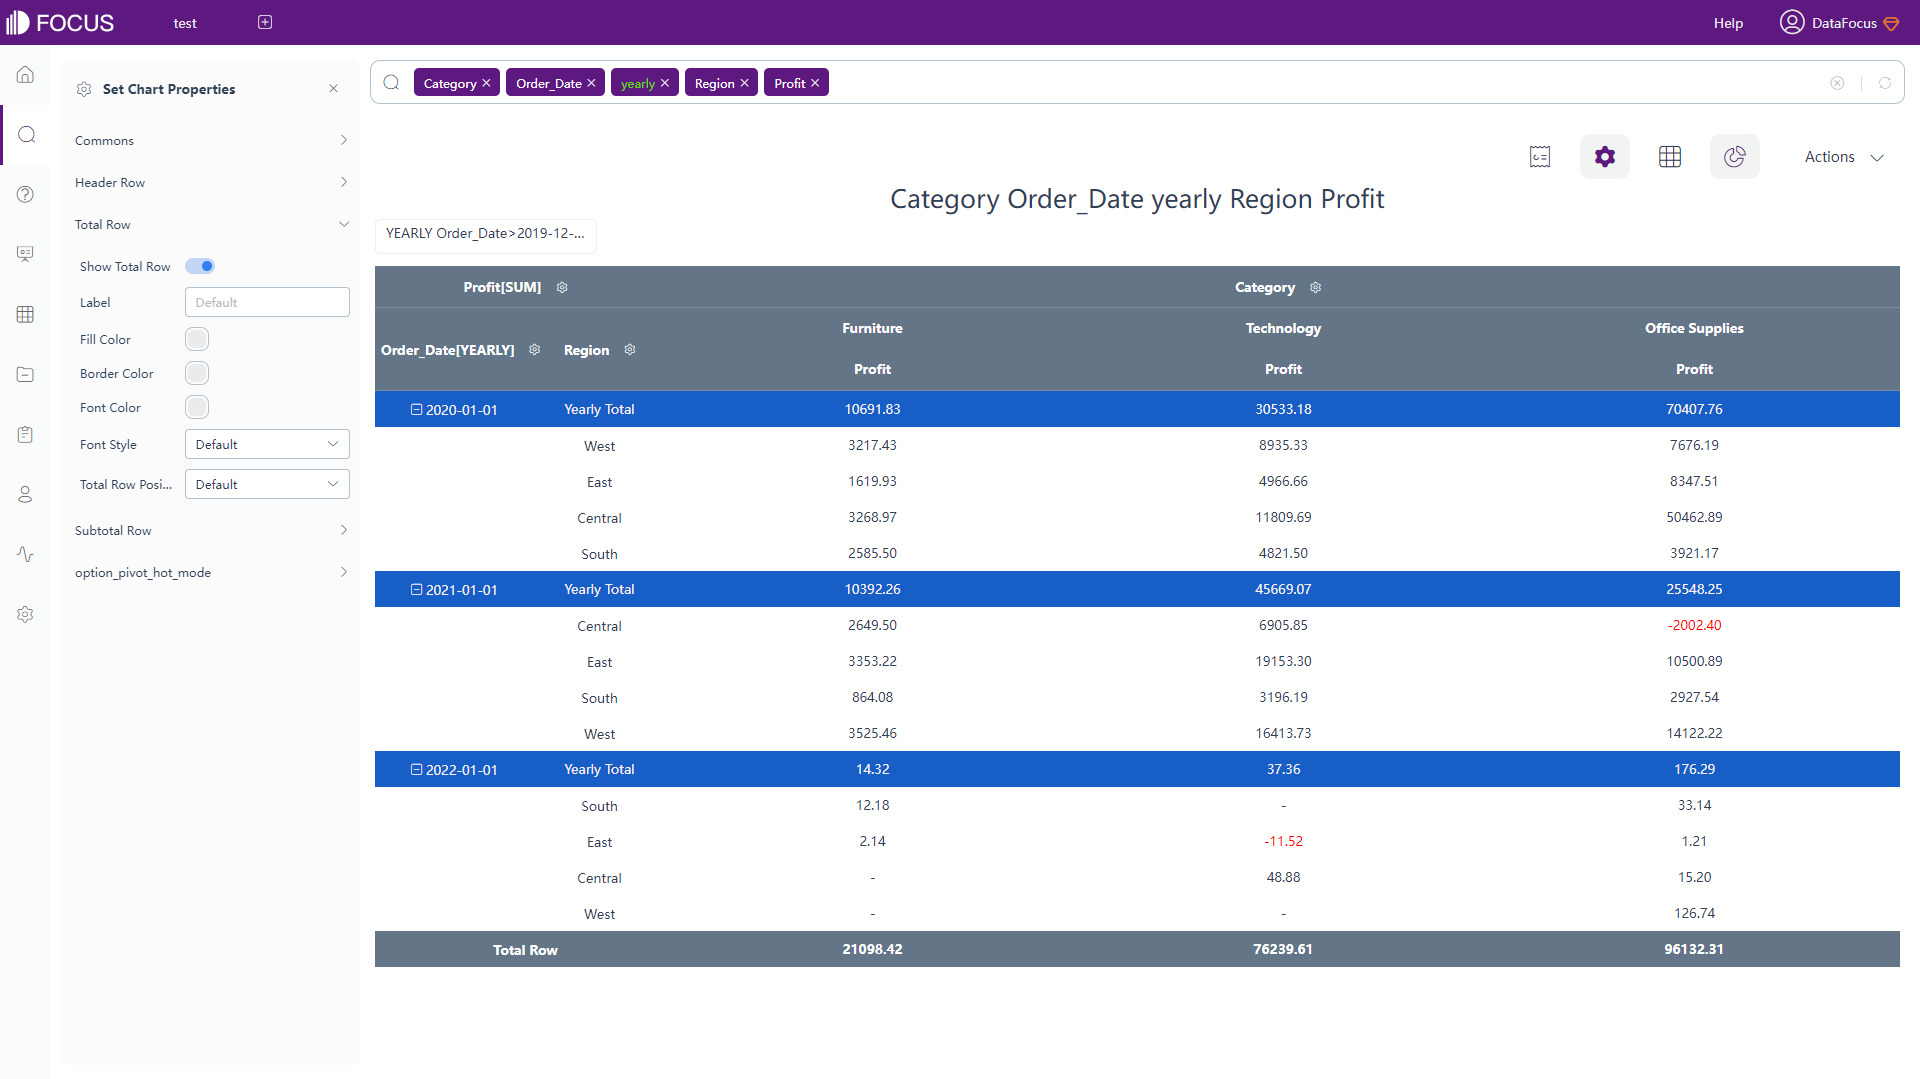 FOCUS test Help DataFocus
Set Chart Properties
Commons
Header Row
Total Row
Show Total Row
Label Default
Fill Color
Border Color
Font Color
Font Style Default
Total Row Posi... Default
Subtotal Row
option_pivot_hot_mode
Category Order_Date yearly Region Profit
Actions
Category Order_Date yearly Region Profit
YEARLY Order_Date>2019-12-...
Profit[SUM] Category
Order_Date[YEARLY] Region
Furniture Technology Office Supplies
Profit Profit Profit
2020-01-01 Yearly Total 10691.83 30533.18 70407.76
West 3217.43 8935.33 7676.19
East 1619.93 4966.66 8347.51
Central 3268.97 11809.69 50462.89
South 2585.50 4821.50 3921.17
2021-01-01 Yearly Total 10392.26 45669.07 25548.25
Central 2649.50 6905.85 -2002.40
East 3353.22 19153.30 10500.89
South 864.08 3196.19 2927.54
West 3525.46 16413.73 14122.22
2022-01-01 Yearly Total 14.32 37.36 176.29
South 12.18 - 33.14
East 2.14 -11.52 1.21
Central - 48.88 15.20
West - - 126.74
Total Row 21098.42 76239.61 96132.31